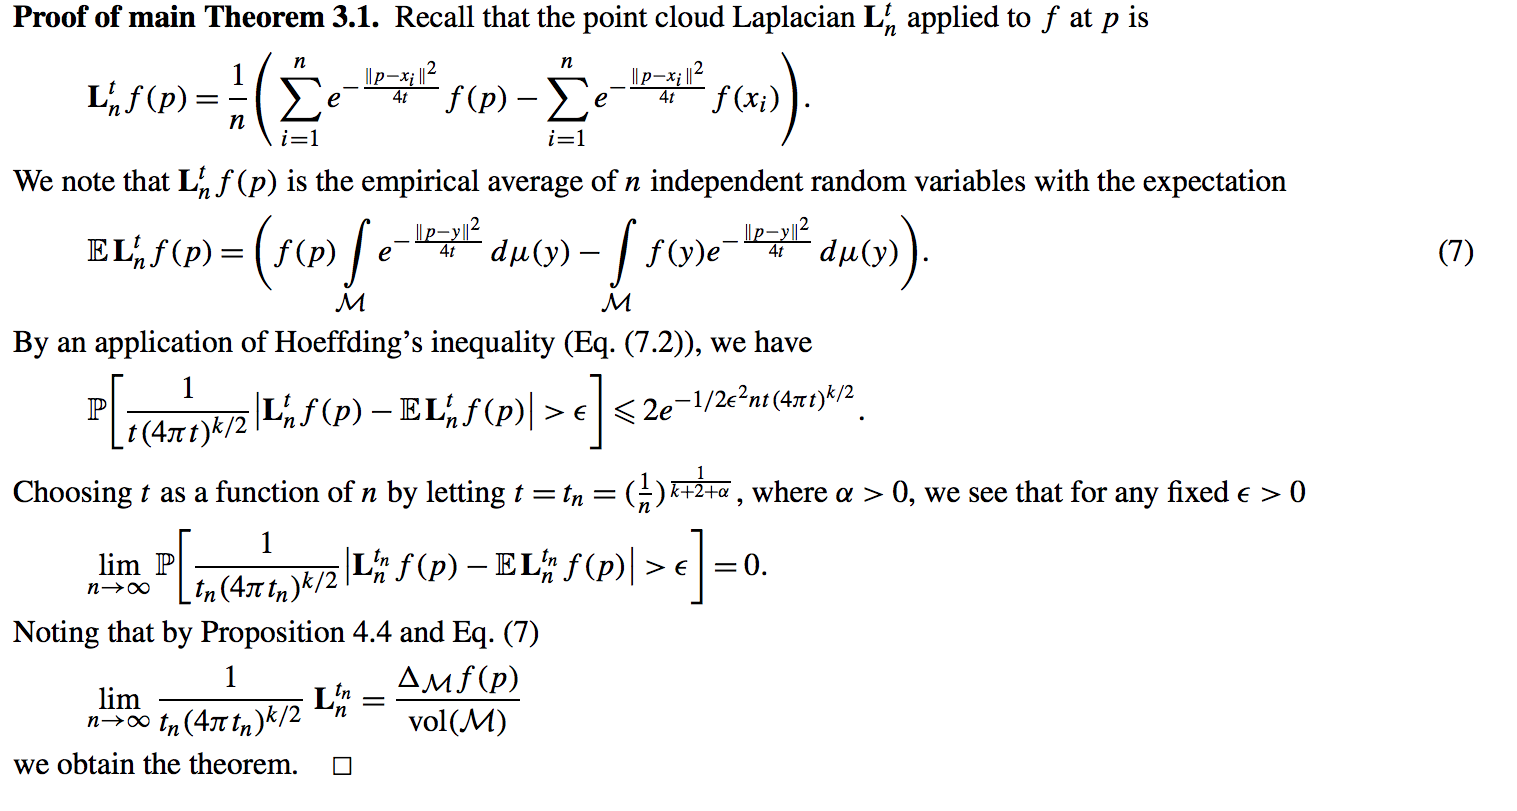 Proof of main Theorem 3.1. Recall that the point cloud Laplacian $\mathbf{L}_n^t$ applied to $f$ at $p$ is
$\mathbf{L}_n^t f(p) = \frac{1}{n}\left(\sum_{i=1}^n e^{-\frac{\|p-x_i\|^2}{4t}} f(p) - \sum_{i=1}^n e^{-\frac{\|p-x_i\|^2}{4t}} f(x_i)\right).$
We note that $\mathbf{L}_n^t f(p)$ is the empirical average of $n$ independent random variables with the expectation
$\mathbb{E}\mathbf{L}_n^t f(p) = \left(f(p) \int_{\mathcal{M}} e^{-\frac{\|p-y\|^2}{4t}} d\mu(y) - \int_{\mathcal{M}} f(y) e^{-\frac{\|p-y\|^2}{4t}} d\mu(y)\right).$ (7)
By an application of Hoeffding's inequality (Eq. (7.2)), we have
$\mathbb{P}\left[\frac{1}{t(4\pi t)^{k/2}} \left|\mathbf{L}_n^t f(p) - \mathbb{E}\mathbf{L}_n^t f(p)\right| > \epsilon\right] \leqslant 2e^{-1/2\epsilon^2 nt(4\pi t)^{k/2}}.$
Choosing $t$ as a function of $n$ by letting $t = t_n = (\frac{1}{n})^{\frac{1}{k+2+\alpha}}$, where $\alpha > 0$, we see that for any fixed $\epsilon > 0$
$\lim_{n\to\infty} \mathbb{P}\left[\frac{1}{t_n(4\pi t_n)^{k/2}} \left|\mathbf{L}_n^{t_n} f(p) - \mathbb{E}\mathbf{L}_n^{t_n} f(p)\right| > \epsilon\right] = 0.$
Noting that by Proposition 4.4 and Eq. (7)
$\lim_{n\to\infty} \frac{1}{t_n(4\pi t_n)^{k/2}} \mathbf{L}_n^{t_n} = \frac{\Delta_{\mathcal{M}} f(p)}{\text{vol}(\mathcal{M})}$
we obtain the theorem. □